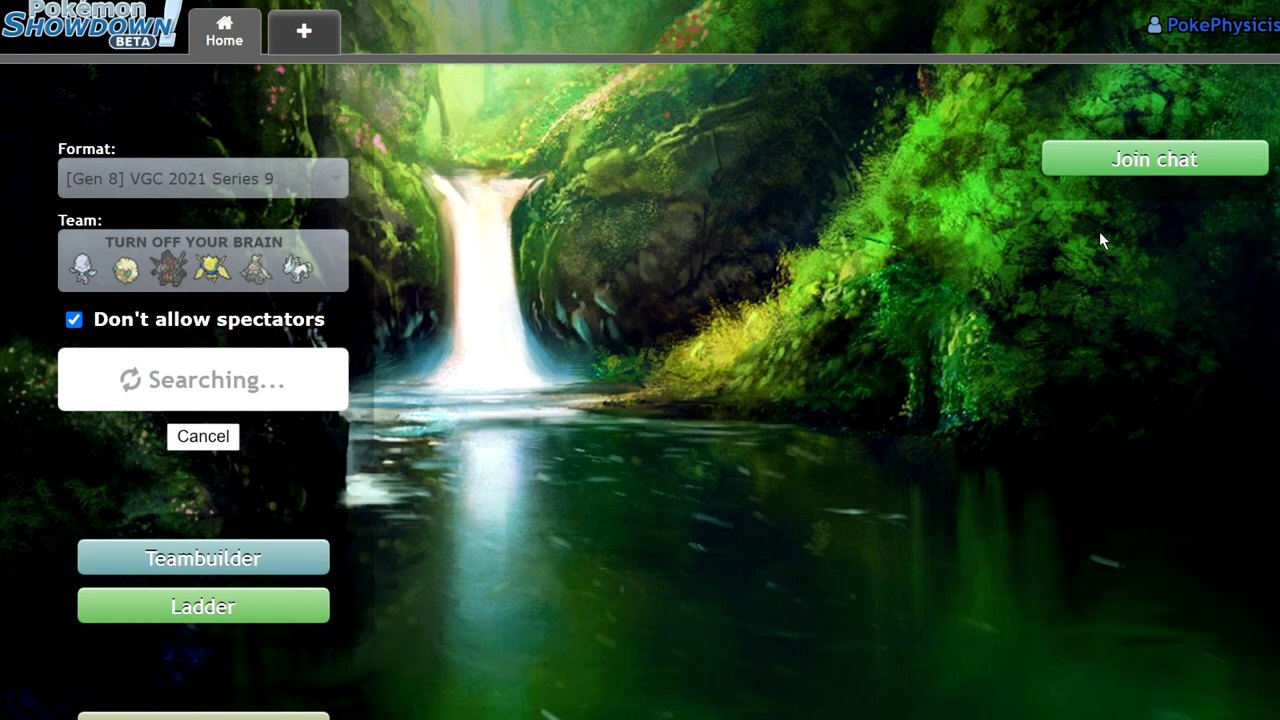 Pokémon
SHOWDOWN!
BETA
Home
PokePhysicis
Format:
[Gen 8] VGC 2021 Series 9
Join chat
Team:
TURN OFF YOUR BRAIN
Don't allow spectators
Searching...
Cancel
Teambuilder
Ladder